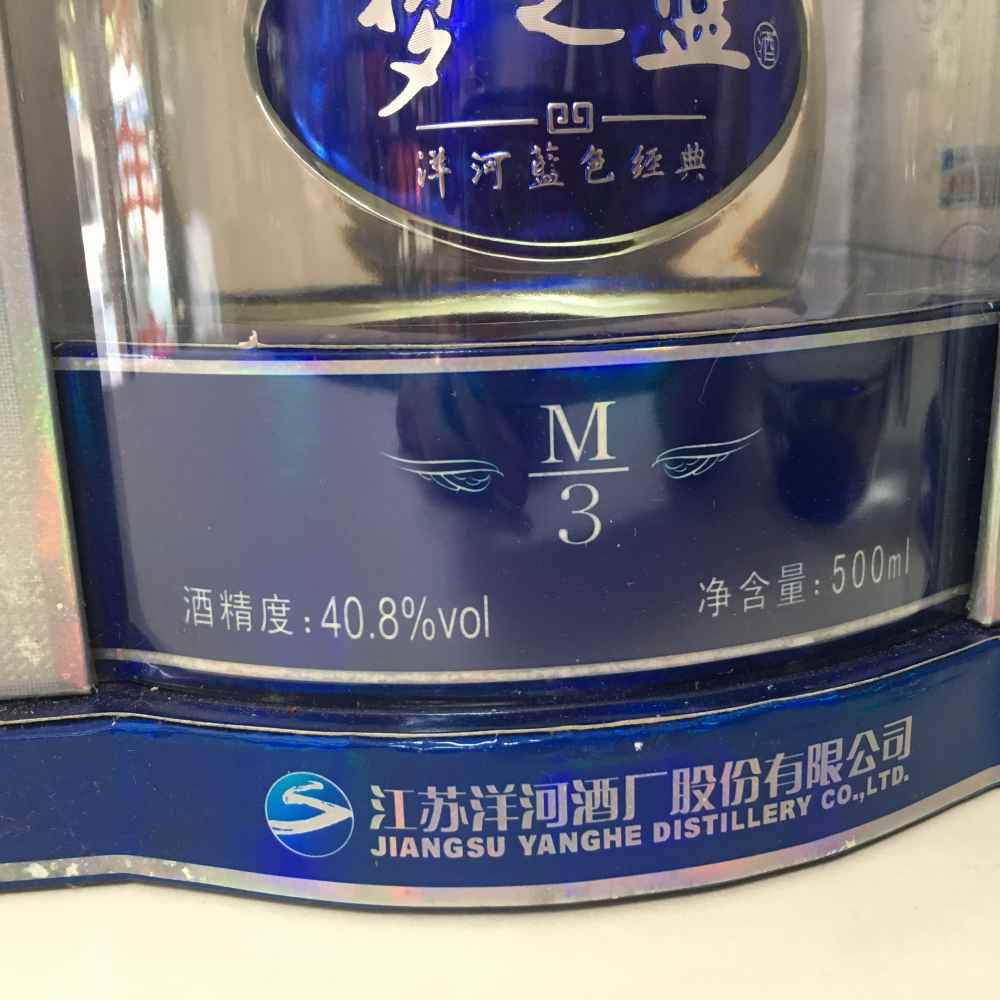 梦之蓝
酒
洋河蓝色经典
M
3
酒精度:40.8%vol
净含量:500ml
江苏洋河酒厂股份有限公司
JIANGSU YANGHE DISTILLERY CO.,LTD.